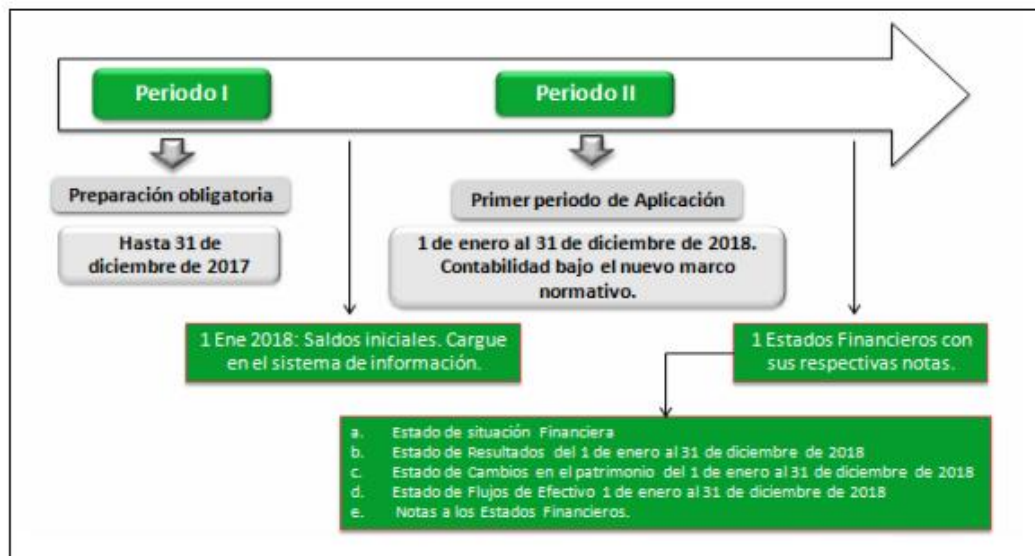 Periodo I
Periodo II
Preparación obligatoria
Hasta 31 de
diciembre de 2017
Primer periodo de Aplicación
1 de enero al 31 de diciembre de 2018.
Contabilidad bajo el nuevo marco
normativo.
1 Ene 2018: Saldos iniciales. Cargue
en el sistema de información.
1 Estados Financieros con
sus respectivas notas.
a. Estado de situación Financiera
b. Estado de Resultados del 1 de enero al 31 de diciembre de 2018
c. Estado de Cambios en el patrimonio del 1 de enero al 31 de diciembre de 2018
d. Estado de Flujos de Efectivo 1 de enero al 31 de diciembre de 2018
e. Notas a los Estados Financieros.